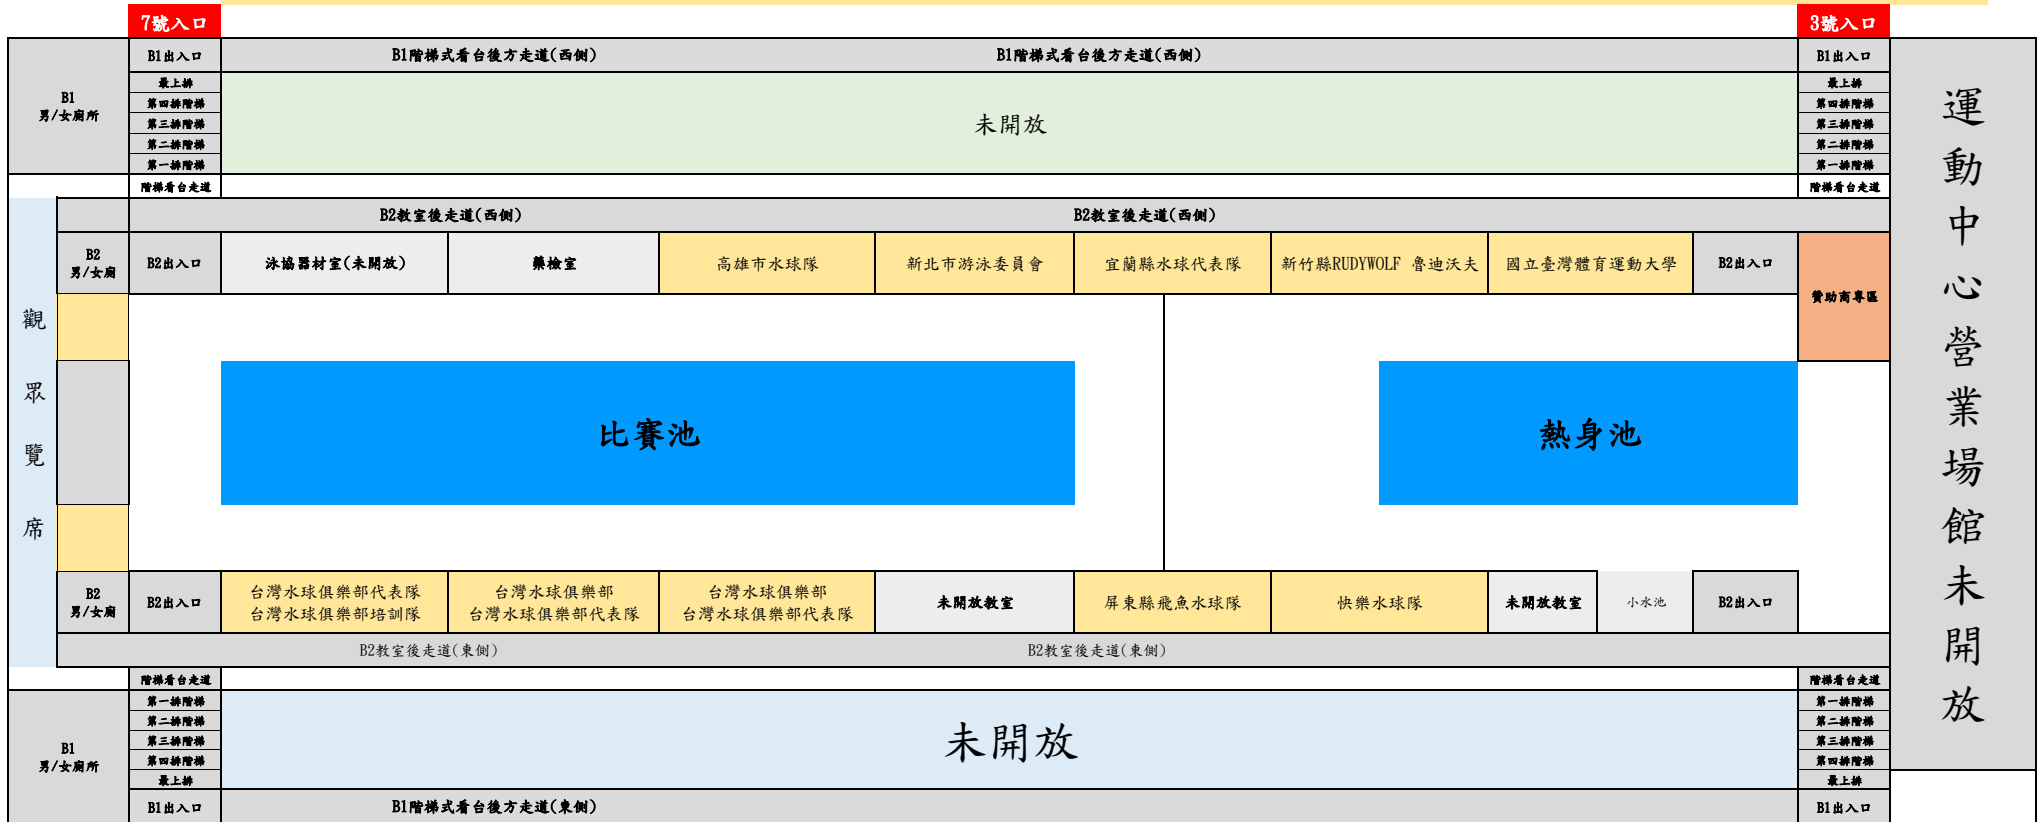 7號入口
3號入口
B1出入口
B1階梯式看台後方走道(西側)
B1階梯式看台後方走道(西側)
B1出入口
B1
男/女廁所
最上排
第四排階梯
第三排階梯
第二排階梯
第一排階梯
階梯看台走道
未開放
最上排
第四排階梯
第三排階梯
第二排階梯
第一排階梯
階梯看台走道
運動中心營業場館未開放
觀眾覽席
B2教室後走道(西側)
B2教室後走道(西側)
B2
男/女廁
B2出入口
泳協器材室(未開放)
藥檢室
高雄市水球隊
新北市游泳委員會
宜蘭縣水球代表隊
新竹縣RUDYWOLF 魯迪沃夫
國立臺灣體育運動大學
B2出入口
贊助商專區
比賽池
熱身池
B2
男/女廁
B2出入口
台灣水球俱樂部代表隊
台灣水球俱樂部培訓隊
台灣水球俱樂部
台灣水球俱樂部代表隊
台灣水球俱樂部
台灣水球俱樂部代表隊
未開放教室
屏東縣飛魚水球隊
快樂水球隊
未開放教室
小水池
B2出入口
B2教室後走道(東側)
B2教室後走道(東側)
階梯看台走道
第一排階梯
第二排階梯
第三排階梯
第四排階梯
最上排
B1
男/女廁所
未開放
階梯看台走道
第一排階梯
第二排階梯
第三排階梯
第四排階梯
最上排
B1出入口
B1階梯式看台後方走道(東側)
B1出入口